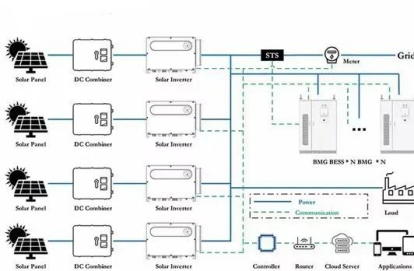 STS
Meter
Grid
Solar Panel DC Combiner Solar Inverter
Solar Panel DC Combiner Solar Inverter
BMG BESS * N BMG * N
Solar Panel DC Combiner Solar Inverter
Power
Communication
Load
Solar Panel DC Combiner Solar Inverter
Controller Router Cloud Server Applications